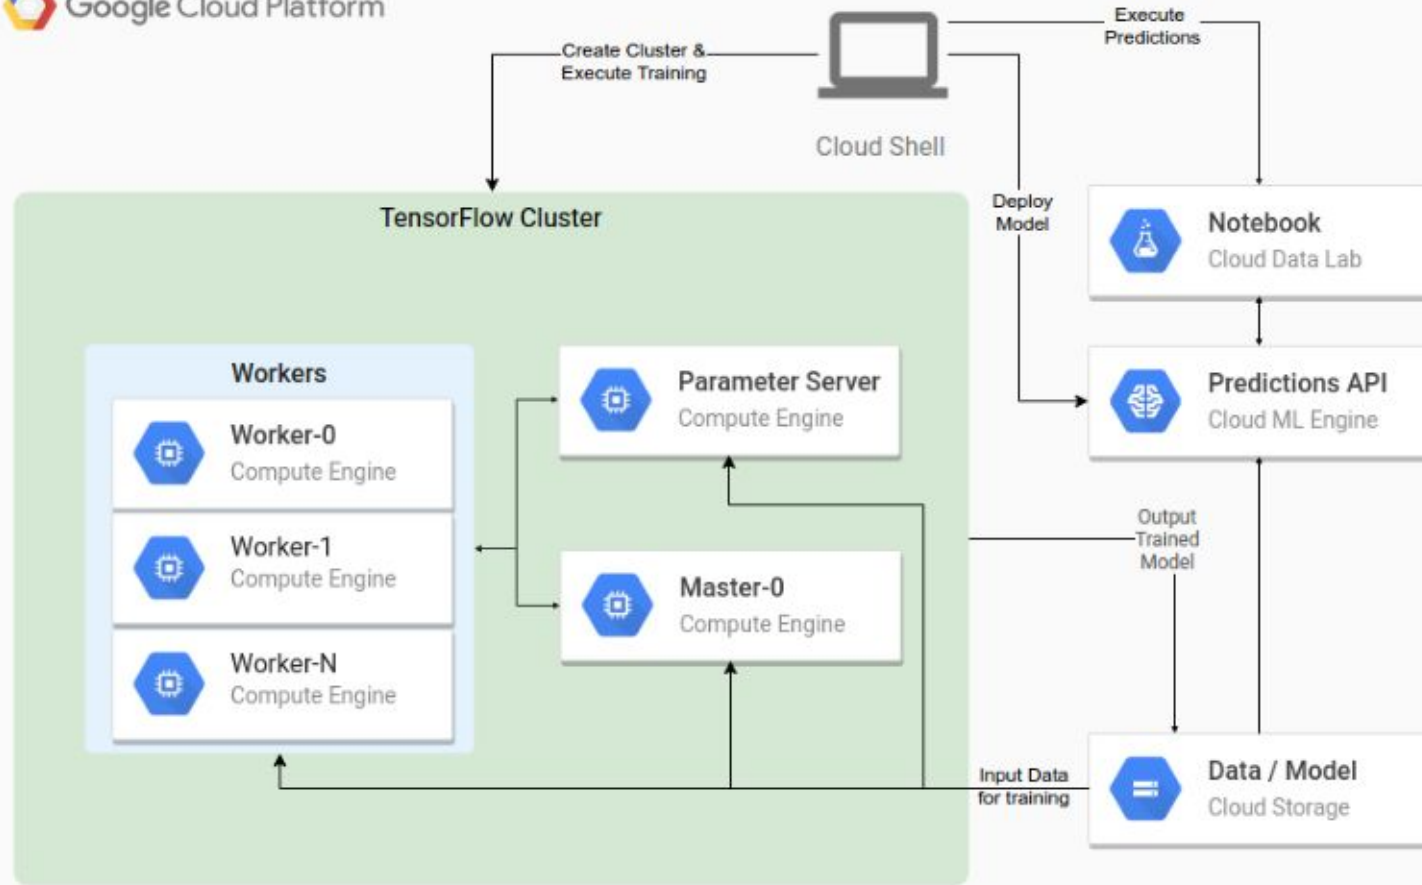 Google Cloud Platform
Execute
Predictions
Create Cluster &
Execute Training
Cloud Shell
TensorFlow Cluster
Deploy
Model
Notebook
Cloud Data Lab
Workers
Worker-0
Compute Engine
Worker-1
Compute Engine
Worker-N
Compute Engine
Parameter Server
Compute Engine
Master-0
Compute Engine
Predictions API
Cloud ML Engine
Output
Trained
Model
Input Data
for training
Data / Model
Cloud Storage